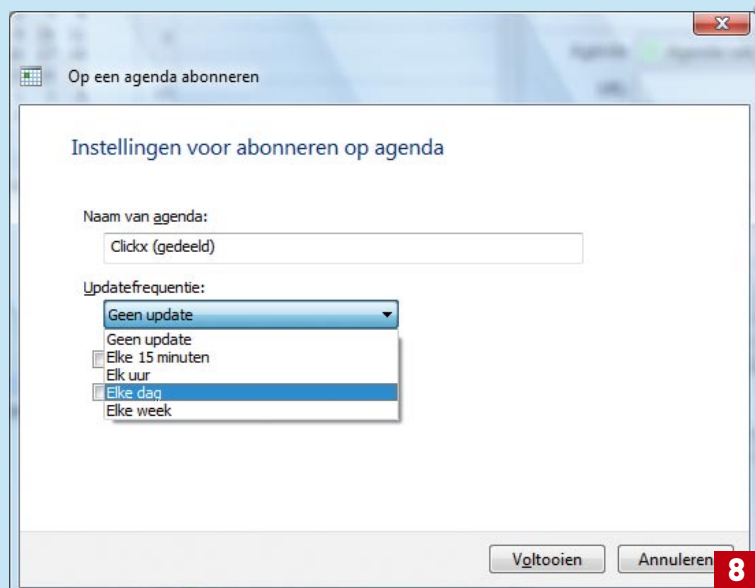 Op een agenda abonneren
Instellingen voor abonneren op agenda
Naam van agenda:
Clickx (gedeeld)
Updatefrequentie:
Geen update
Geen update
Elke 15 minuten
Elk uur
Elke dag
Elke week
Voltooien
Annuleren
8